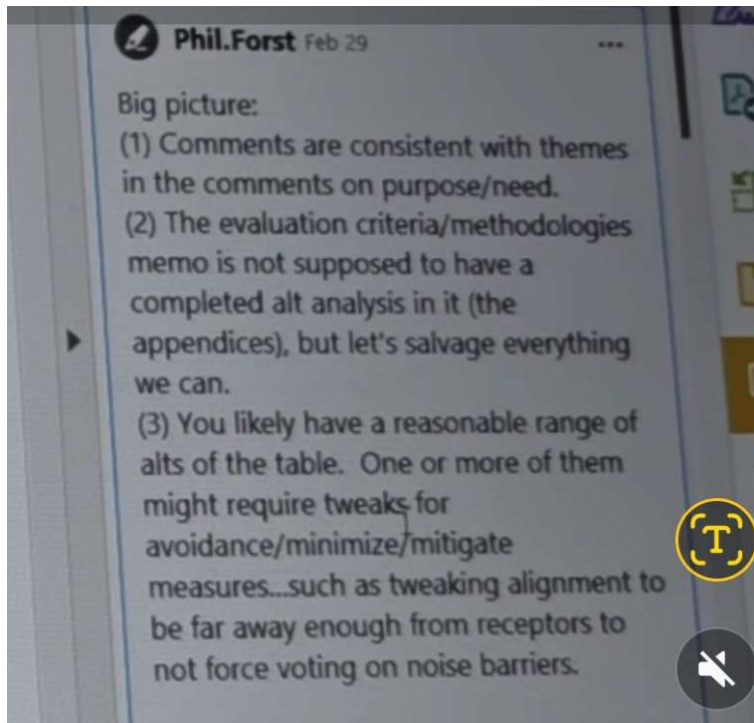 Phil.Forst Feb 29
Big picture:
(1) Comments are consistent with themes
in the comments on purpose/need.
(2) The evaluation criteria/methodologies
memo is not supposed to have a
completed alt analysis in it (the
appendices), but let's salvage everything
we can.
(3) You likely have a reasonable range of
alts of the table.  One or more of them
might require tweaks for
avoidance/minimize/mitigate
measures...such as tweaking alignment to
be far away enough from receptors to
not force voting on noise barriers.